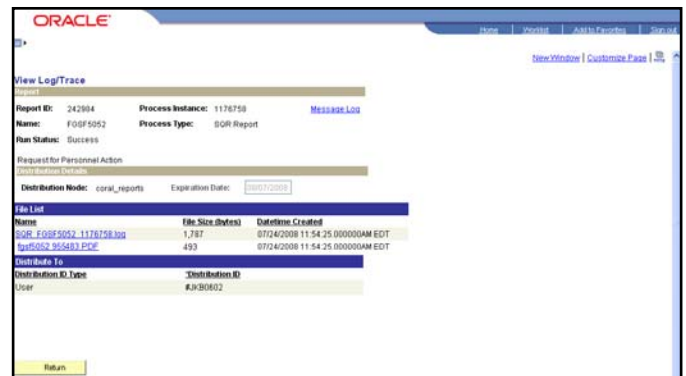 ORACLE
Home | Worklist | Add to Favorites | Sign out
New Window | Customize Page
View Log/Trace
Report
Report ID: 242984 Process Instance: 1176758 Message Log
Name: FGSF5052 Process Type: SQR Report
Run Status: Success
Request for Personnel Action
Distribution Details
Distribution Node: coral_reports Expiration Date: 08/07/2008
File List
Name File Size (bytes) Datetime Created
SQR_FGSF5052_1176758.log 1,787 07/24/2008 11:54:25.000000AM EDT
fgsf5052_955483.PDF 493 07/24/2008 11:54:25.000000AM EDT
Distribute To
Distribution ID Type *Distribution ID
User #JKB0602
Return